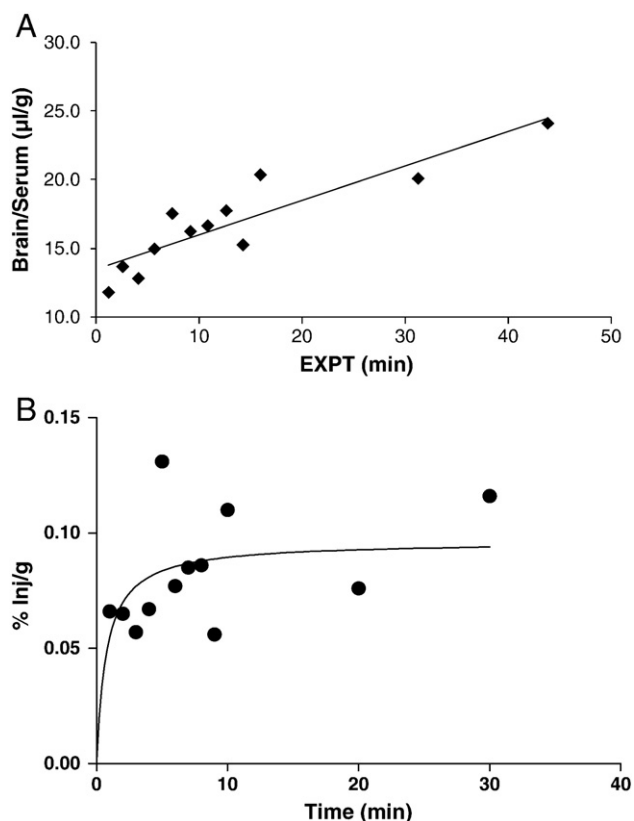 A
30.0
25.0
20.0
15.0
10.0
Brain/Serum (µl/g)
0 10 20 30 40 50
EXPT (min)
B
0.15
0.10
0.05
0.00
% Inj/g
0 10 20 30 40
Time (min)